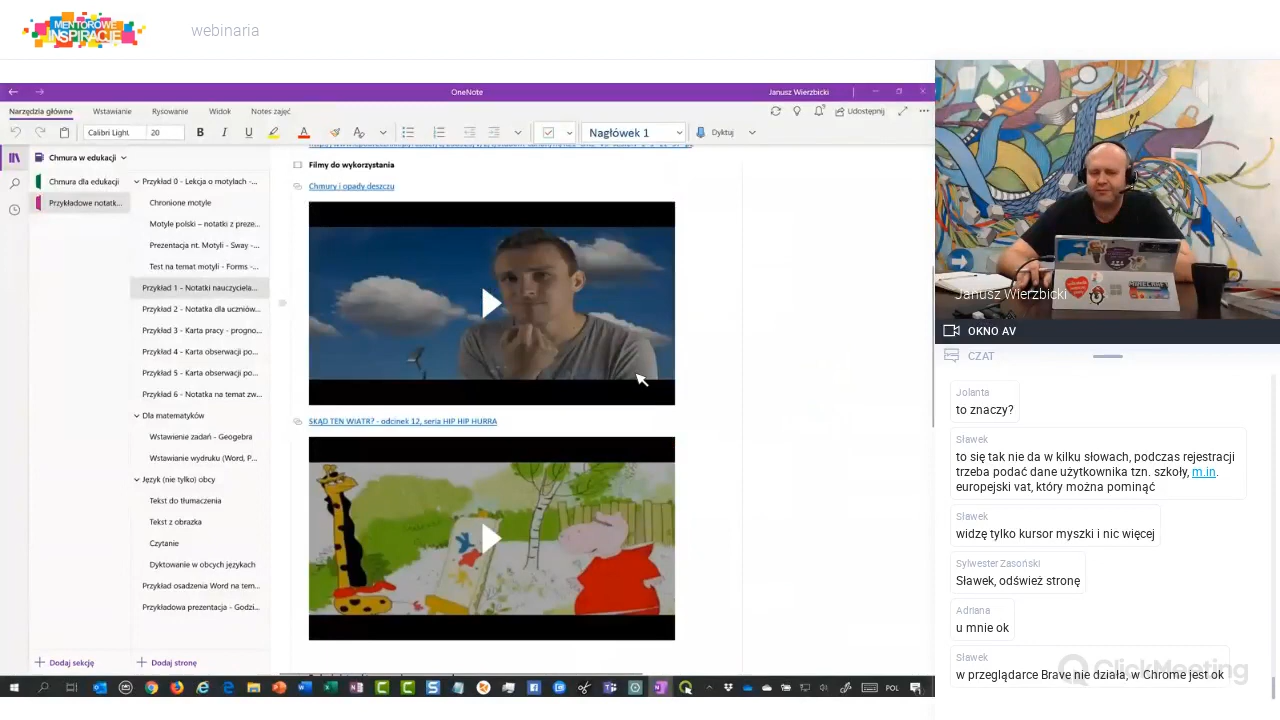 MENTOROWE
INSPIRACJE
webinaria
OneNote
Janusz Wierzbicki
Narzędzia główne
Wstawianie
Rysowanie
Widok
Notes zajęć
Udostępnij
Calibri Light
20
B
I
U
Nagłówek 1
Dyktuj
Chmura w edukacji
Chmura dla edukacji
Przykładowe notatk...
Przykład 0 - Lekcja o motylach -...
Chronione motyle
Motyle polski – notatki z preze...
Prezentacja nt. Motyli - Sway -...
Test na temat motyli - Forms -...
Przykład 1 - Notatki nauczyciela...
Przykład 2 - Notatka dla uczniów...
Przykład 3 - Karta pracy - progno...
Przykład 4 - Karta obserwacji po...
Przykład 5 - Karta obserwacji po...
Przykład 6 - Notatka na temat zw...
Dla matematyków
Wstawienie zadań - Geogebra
Wstawianie wydruku (Word, P...
Język (nie tylko) obcy
Tekst do tłumaczenia
Tekst z obrazka
Czytanie
Dyktowanie w obcych językach
Przykład osadzenia Word na tem...
Przykładowa prezentacja - Godzi...
Dodaj sekcję
Dodaj stronę
Filmy do wykorzystania
Chmury i opady deszczu
SKĄD TEN WIATR? - odcinek 12, seria HIP HIP HURRA
POL
Janusz Wierzbicki
OKNO AV
CZAT
Jolanta
to znaczy?
Sławek
to się tak nie da w kilku słowach, podczas rejestracji
trzeba podać dane użytkownika tzn. szkoły, m.in.
europejski vat, który można pominąć
Sławek
widzę tylko kursor myszki i nic więcej
Sylwester Zasoński
Sławek, odśwież stronę
Adriana
u mnie ok
Sławek
w przeglądarce Brave nie działa, w Chrome jest ok
ClickMeeting